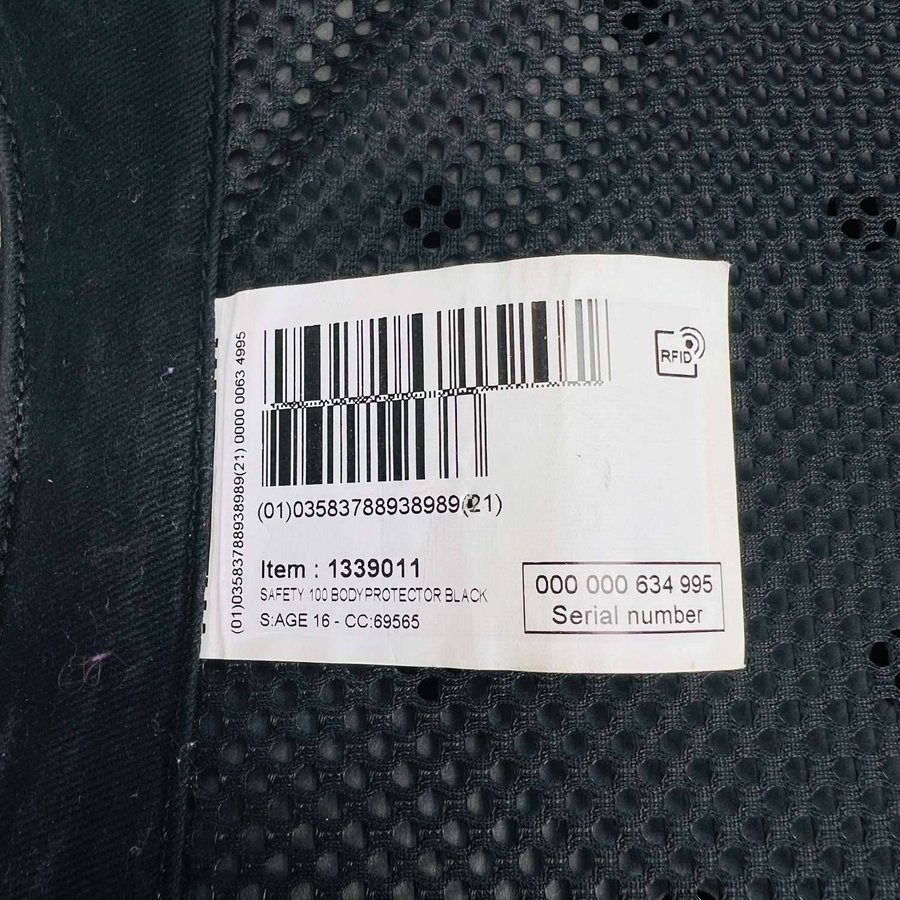 (01)03583788938989(21) 0000 0063 4995
RFID
(01)03583788938989(21)
Item : 1339011
SAFETY 100 BODYPROTECTOR BLACK
S:AGE 16 - CC:69565
000 000 634 995
Serial number